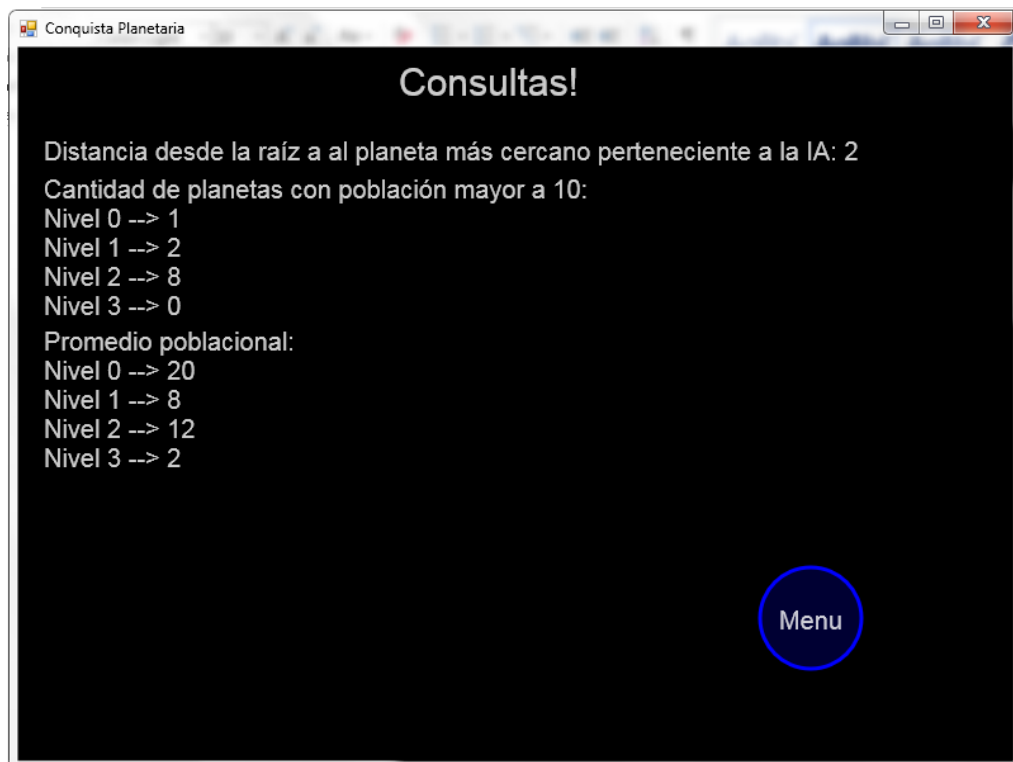 Conquista Planetaria
Consultas!
Distancia desde la raíz a al planeta más cercano perteneciente a la IA: 2
Cantidad de planetas con población mayor a 10:
Nivel 0 --> 1
Nivel 1 --> 2
Nivel 2 --> 8
Nivel 3 --> 0
Promedio poblacional:
Nivel 0 --> 20
Nivel 1 --> 8
Nivel 2 --> 12
Nivel 3 --> 2
Menu